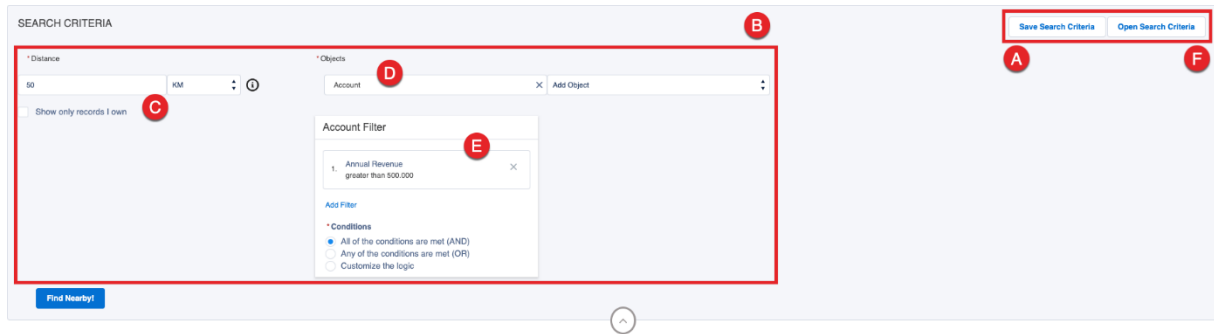 SEARCH CRITERIA
B
Save Search Criteria
Open Search Criteria
A
F
*Distance
*Objects
50
KM
i
Account
D
× Add Object
Show only records I own
C
Account Filter
E
1. Annual Revenue
greater than 500.000
×
Add Filter
*Conditions
All of the conditions are met (AND)
Any of the conditions are met (OR)
Customize the logic
Find Nearby!